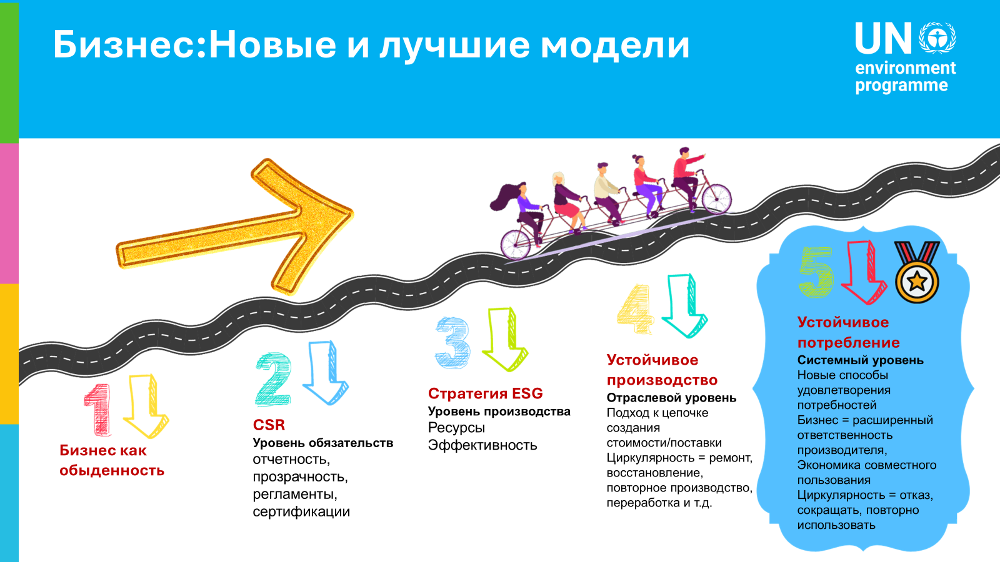 Бизнес:Новые и лучшие модели
UN
environment
programme
1
Бизнес как
обыденность
2
CSR
Уровень обязательств
отчетность,
прозрачность,
регламенты,
сертификации
3
Стратегия ESG
Уровень производства
Ресурсы
Эффективность
4
Устойчивое
производство
Отраслевой уровень
Подход к цепочке
создания
стоимости/поставки
Циркулярность = ремонт,
восстановление,
повторное производство,
переработка и т.д.
5
Устойчивое
потребление
Системный уровень
Новые способы
удовлетворения
потребностей
Бизнес = расширенный
ответственность
производителя,
Экономика совместного
пользования
Циркулярность = отказ,
сокращать, повторно
использовать